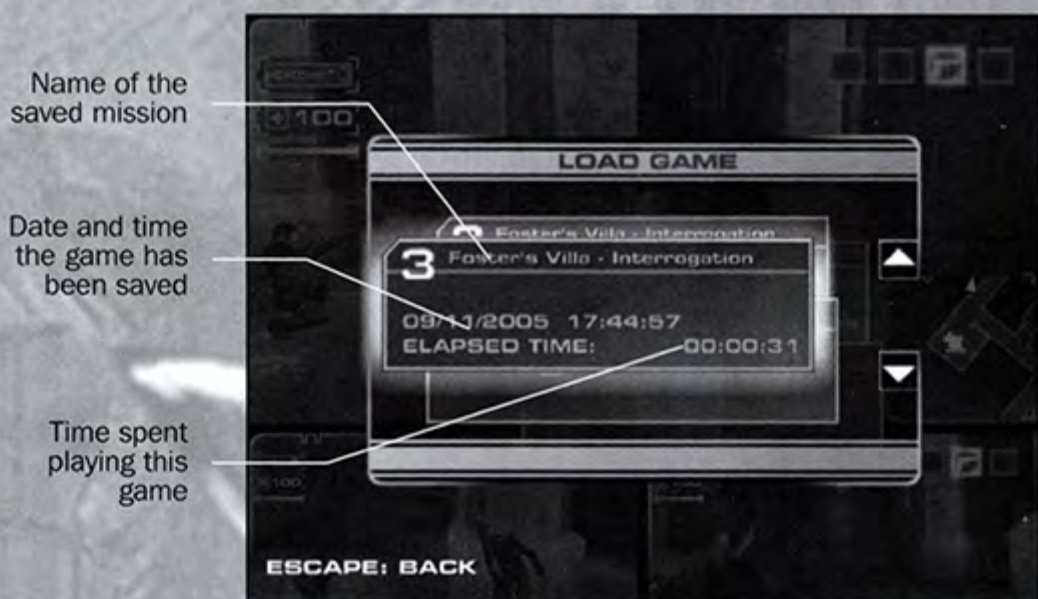 Name of the
saved mission
Date and time
the game has
been saved
Time spent
playing this
game
100
LOAD GAME
Foster's Villa - Interrogation
3 Foster's Villa - Interrogation
09/11/2005 17:44:57
ELAPSED TIME: 00:00:31
100
ESCAPE: BACK